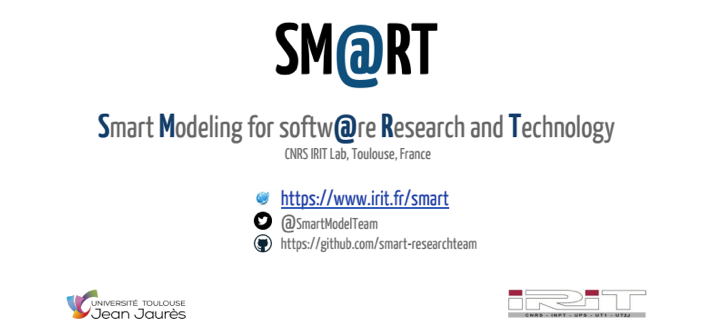 SM@RT
Smart Modeling for softw@re Research and Technology
CNRS IRIT Lab, Toulouse, France
https://www.irit.fr/smart
@SmartModelTeam
https://github.com/smart-researchteam
UNIVERSITÉ TOULOUSE
Jean Jaurès
IRIT
CNRS - INPT - UPS - UT1 - UT2J